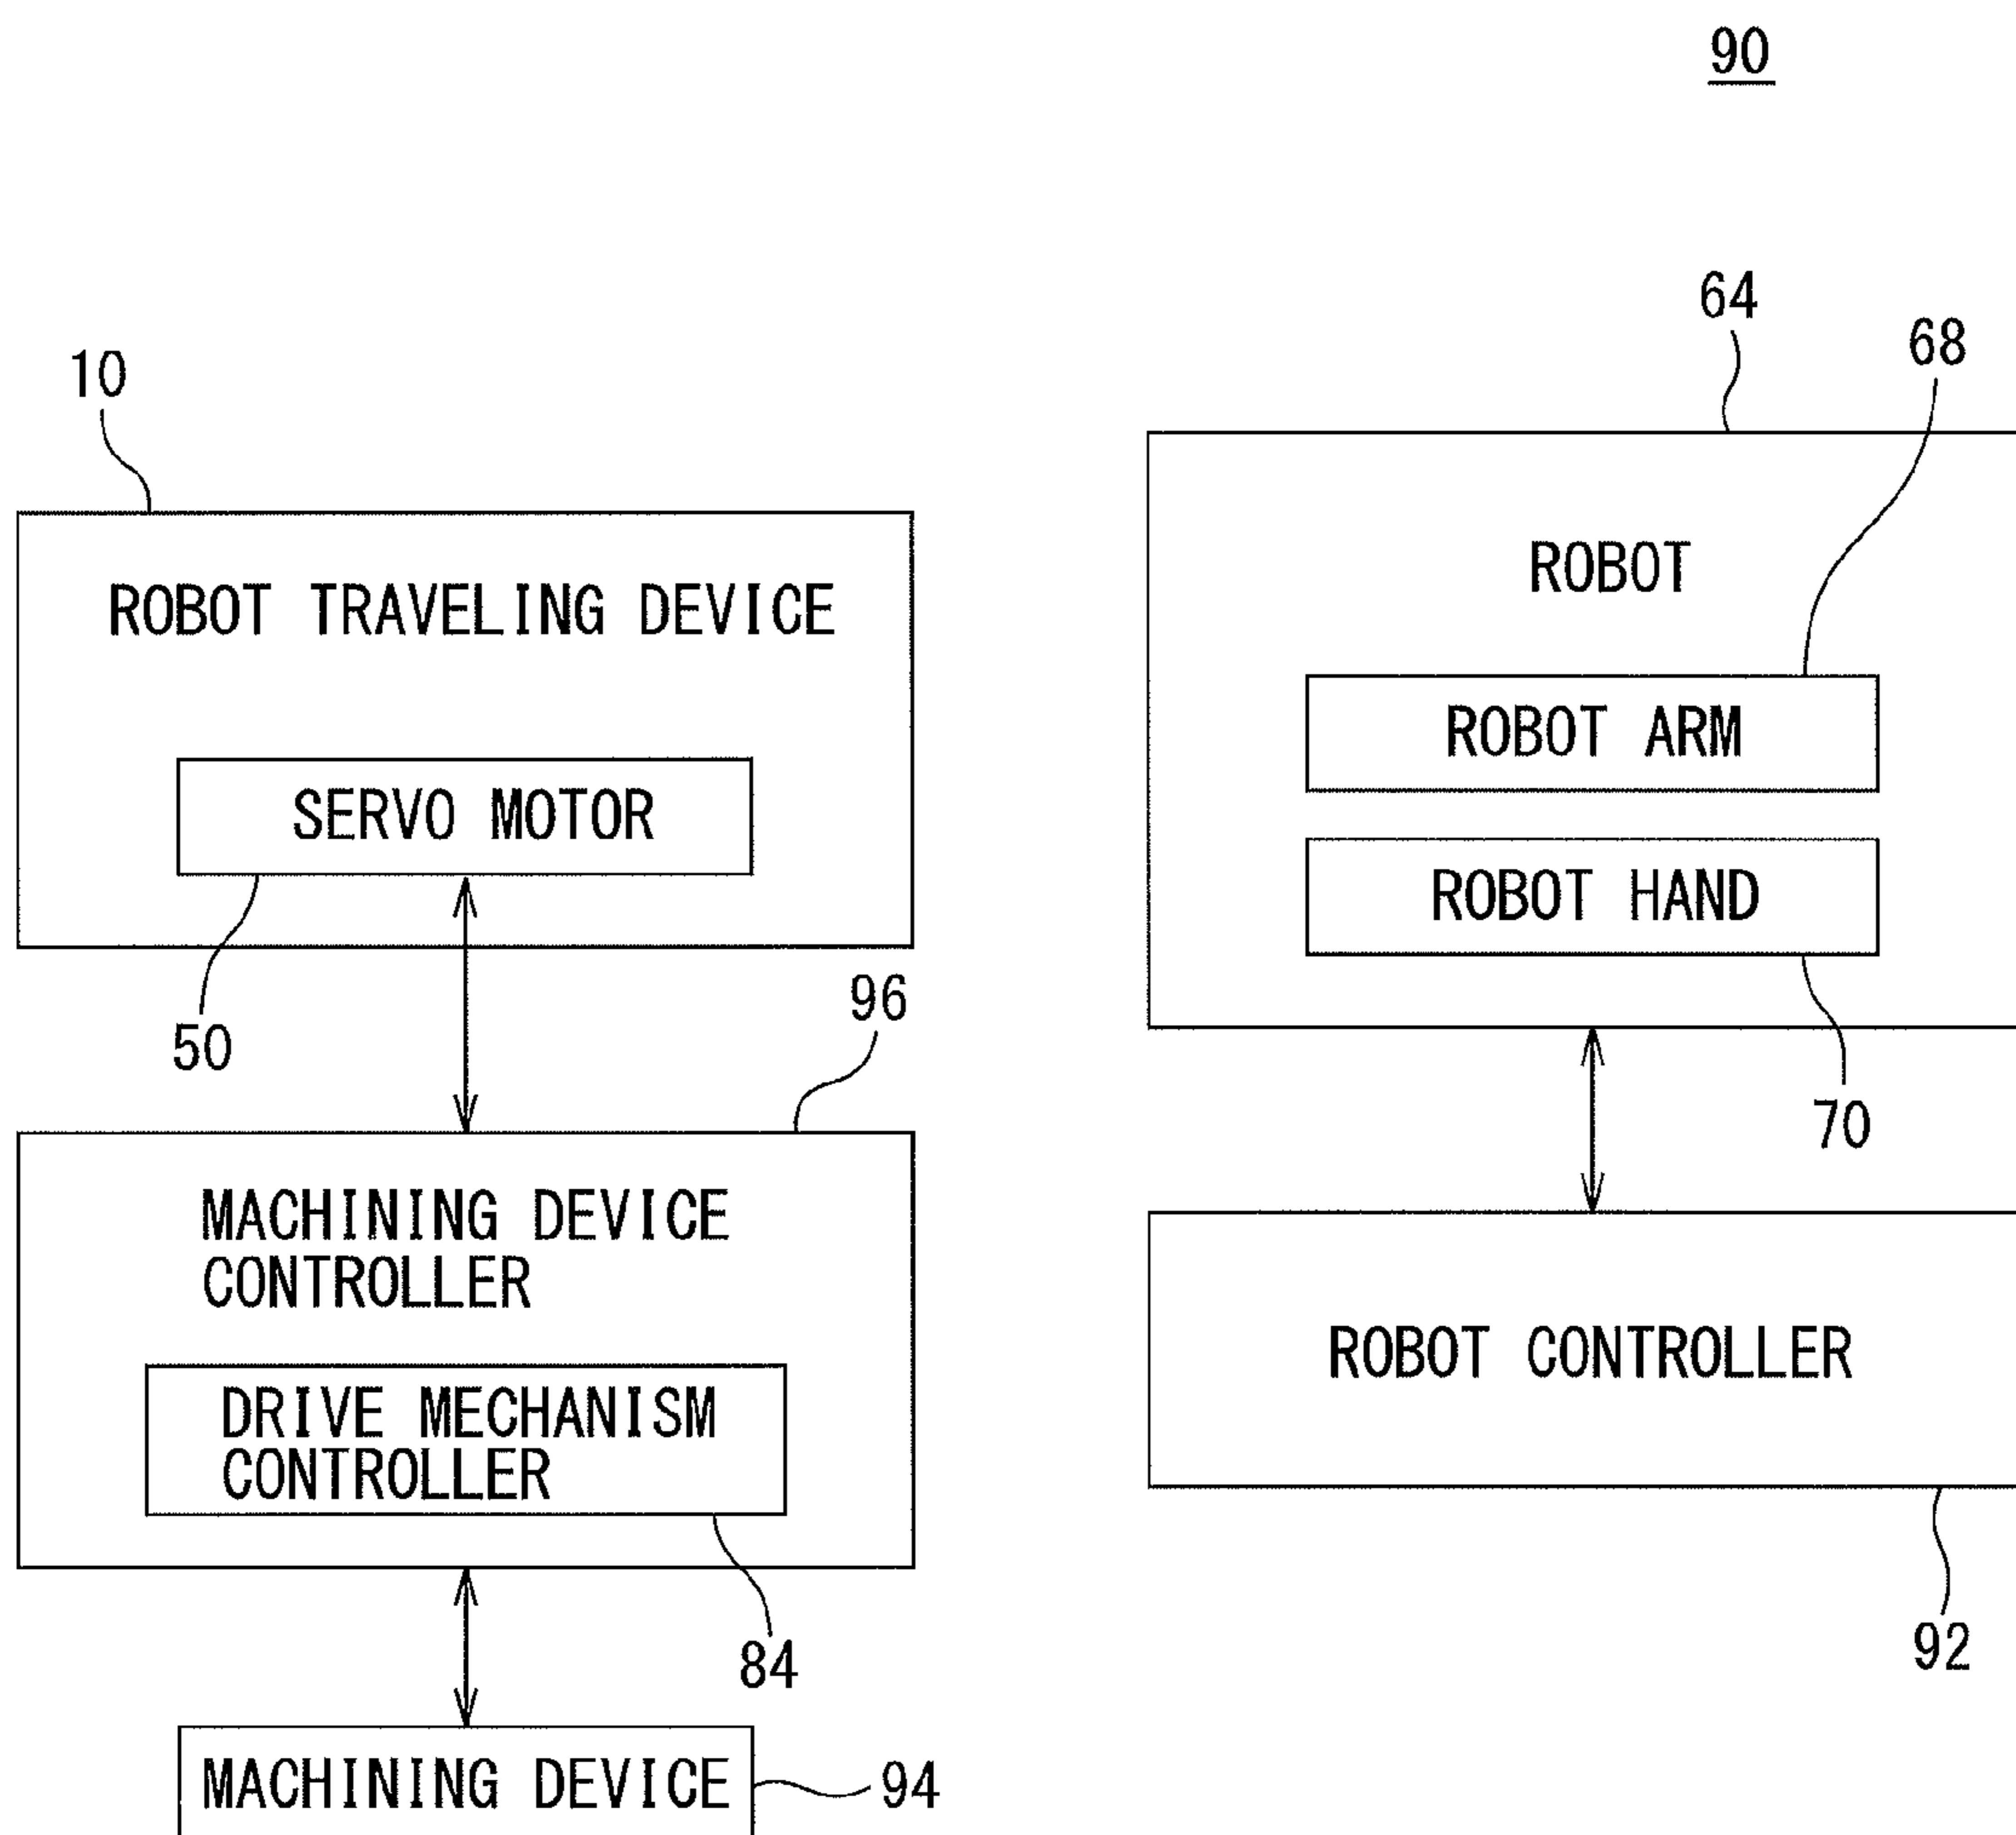 90
64
68
10
ROBOT TRAVELING DEVICE
SERVO MOTOR
50
ROBOT
ROBOT ARM
ROBOT HAND
70
96
MACHINING DEVICE
CONTROLLER
DRIVE MECHANISM
CONTROLLER
84
ROBOT CONTROLLER
92
MACHINING DEVICE
94